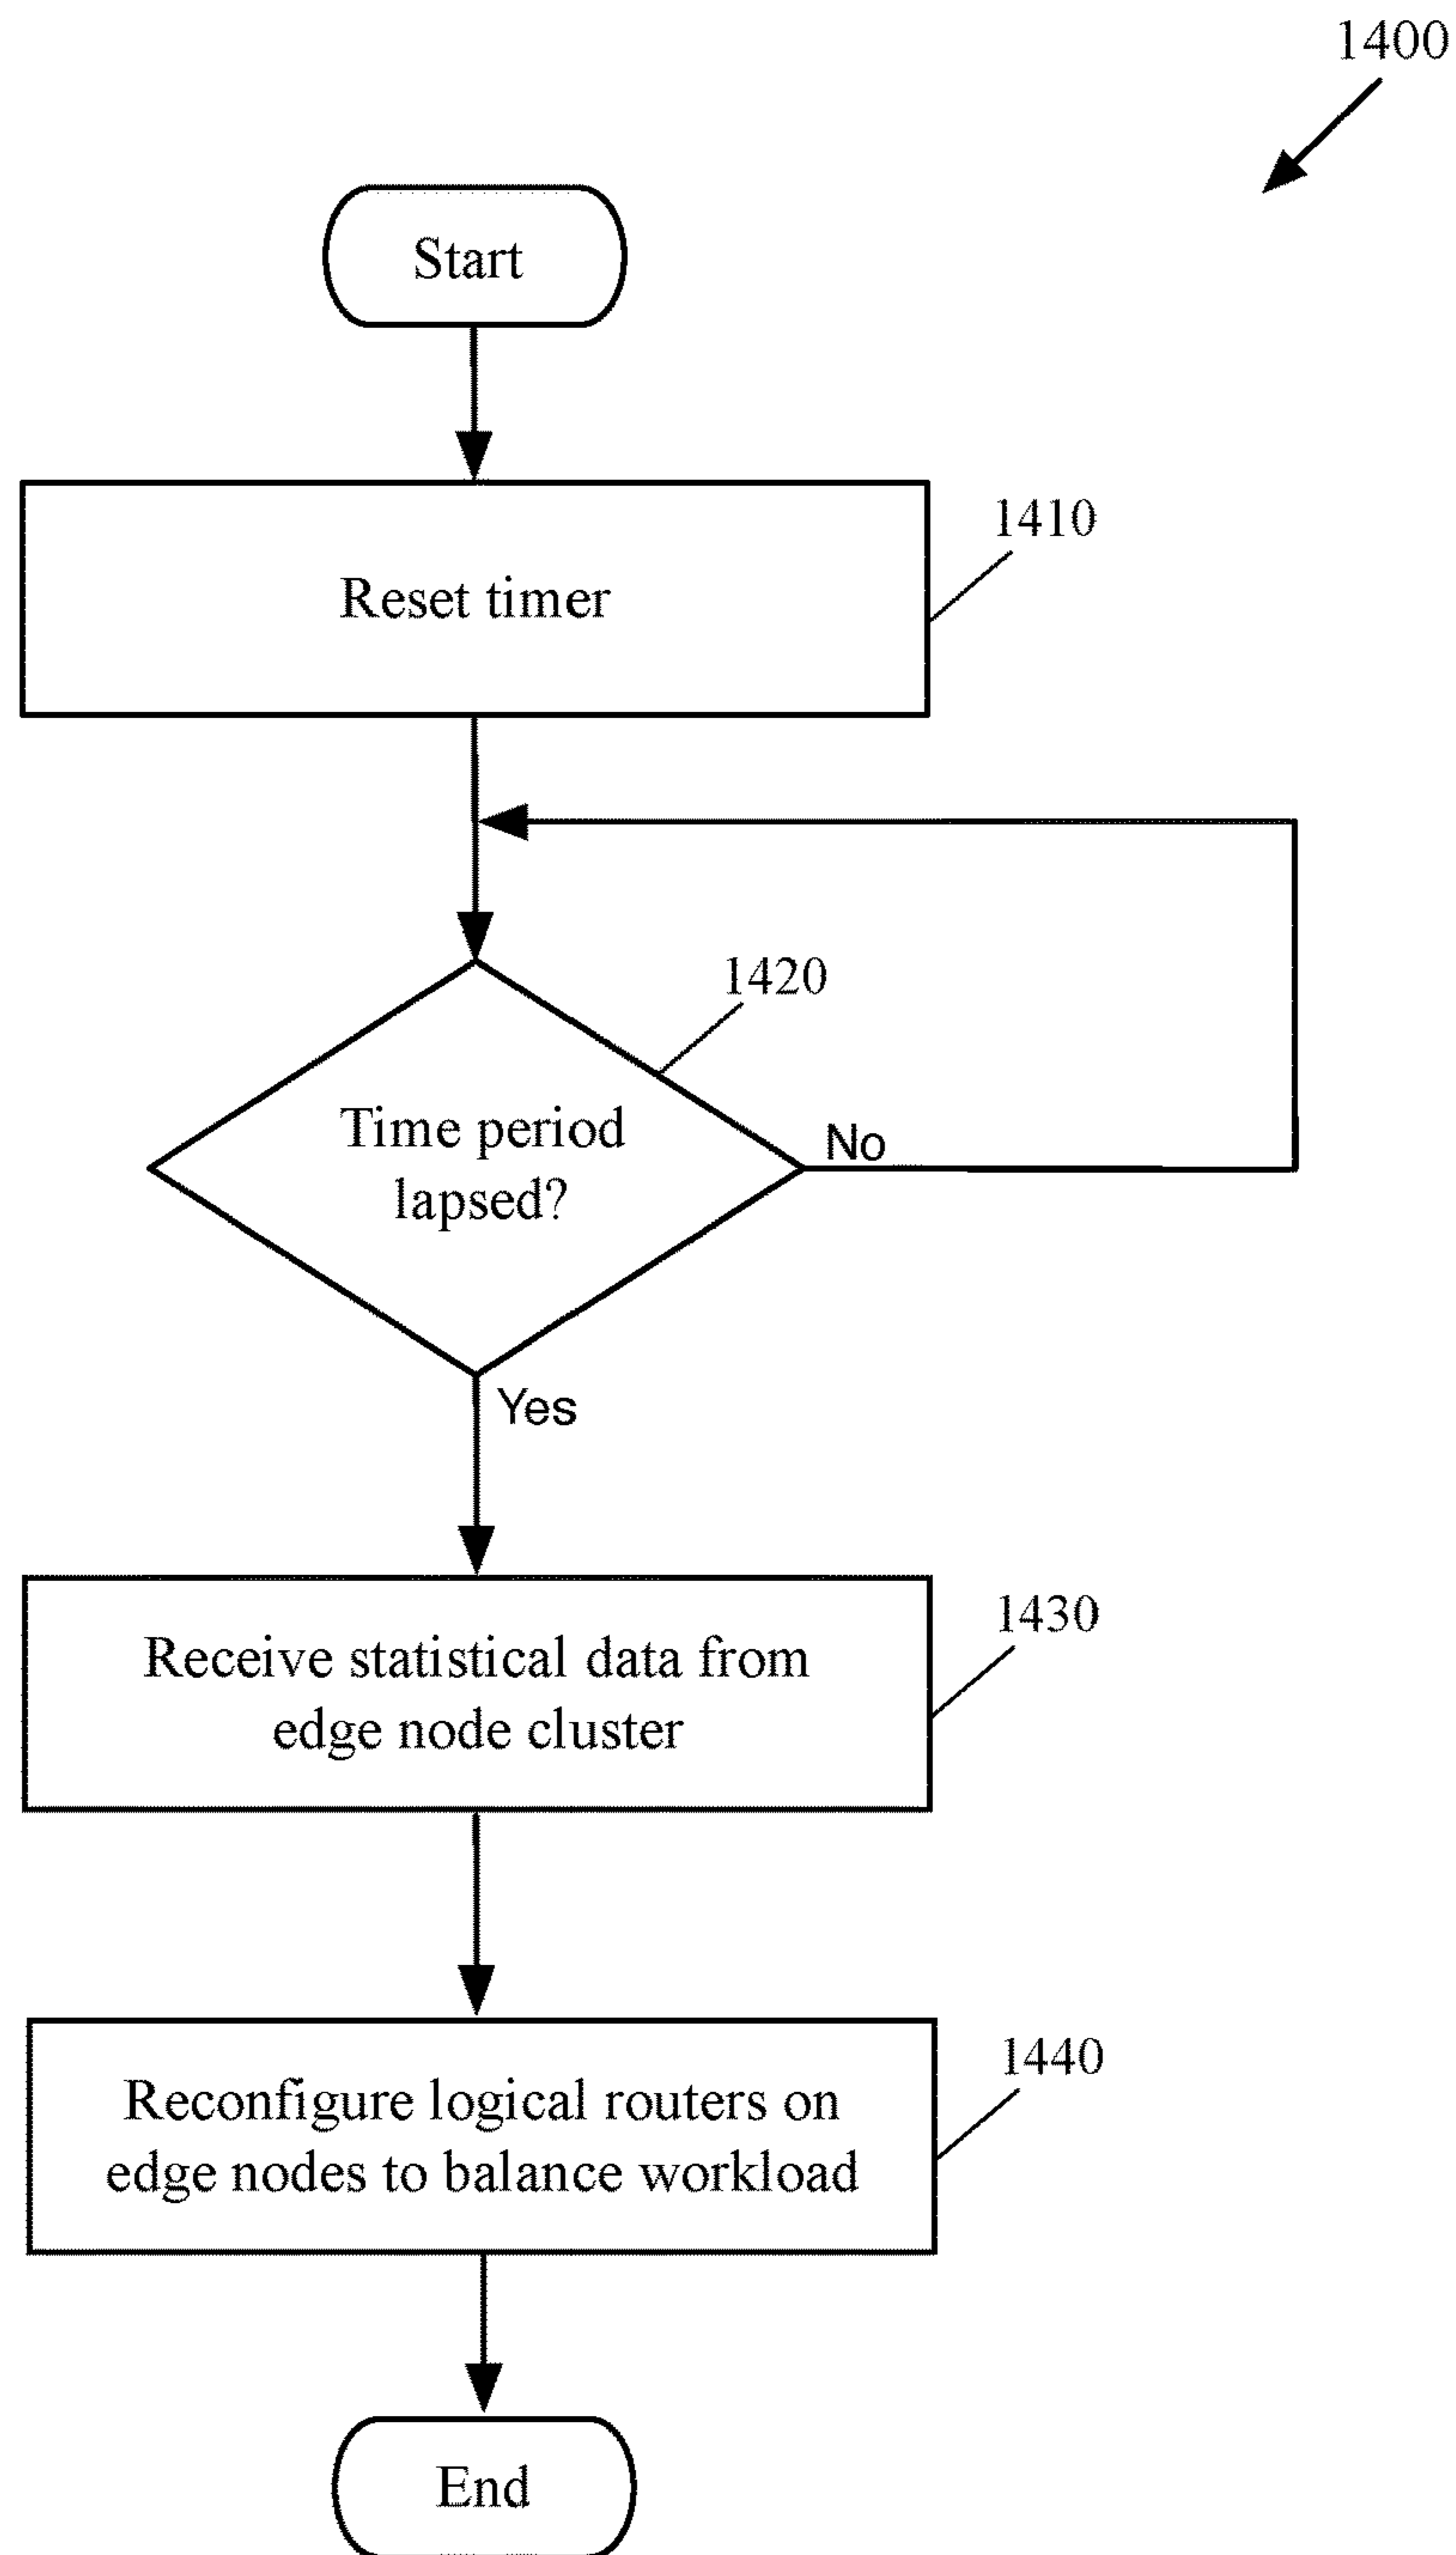 1400
Start
1410
Reset timer
1420
Time period
lapsed?
No
Yes
1430
Receive statistical data from
edge node cluster
1440
Reconfigure logical routers on
edge nodes to balance workload
End